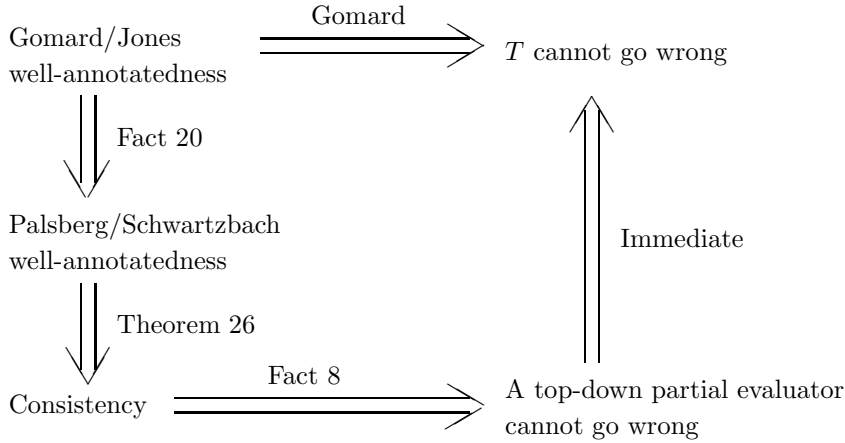 Gomard
Gomard/Jones
well-annotatedness
T cannot go wrong
Fact 20
Palsberg/Schwartzbach
well-annotatedness
Immediate
Theorem 26
Fact 8
Consistency
A top-down partial evaluator
cannot go wrong